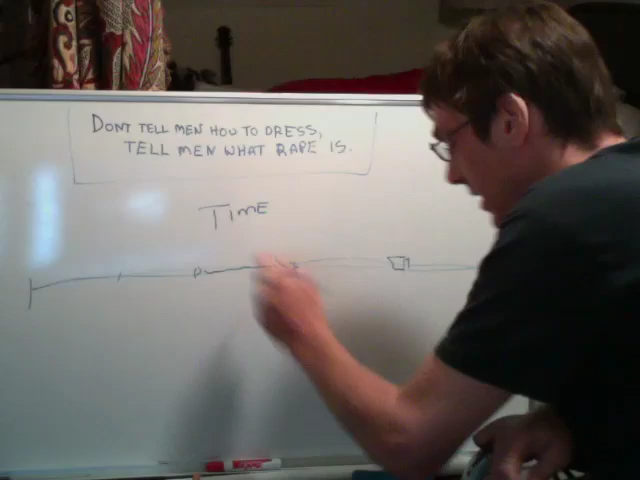 DONT TELL MEN HOW TO DRESS,
TELL MEN WHAT RAPE IS.
TIME